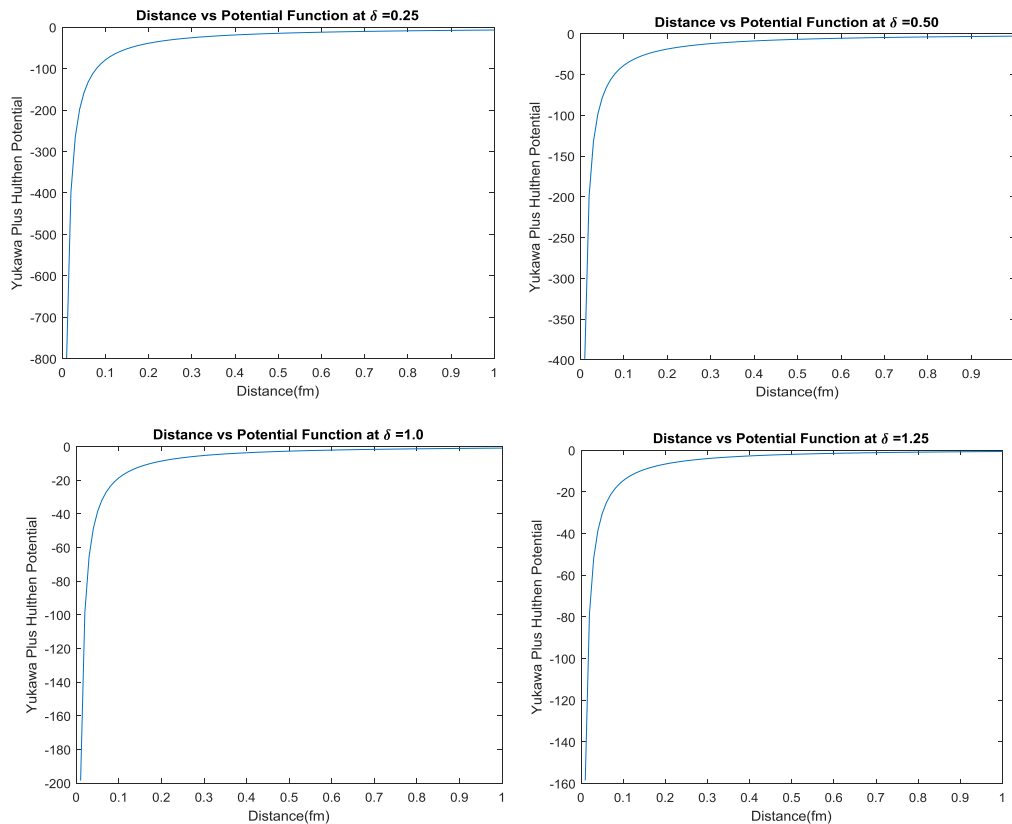 Distance vs Potential Function at δ =0.25
0
-100
-200
-300
-400
-500
-600
-700
-800
Yukawa Plus Hulthen Potential
0 0.1 0.2 0.3 0.4 0.5 0.6 0.7 0.8 0.9 1
Distance(fm)
Distance vs Potential Function at δ =0.50
0
-50
-100
-150
-200
-250
-300
-350
-400
Yukawa Plus Hulthen Potential
0 0.1 0.2 0.3 0.4 0.5 0.6 0.7 0.8 0.9
Distance(fm)
Distance vs Potential Function at δ =1.0
0
-20
-40
-60
-80
-100
-120
-140
-160
-180
-200
Yukawa Plus Hulthen Potential
0 0.1 0.2 0.3 0.4 0.5 0.6 0.7 0.8 0.9 1
Distance(fm)
Distance vs Potential Function at δ =1.25
0
-20
-40
-60
-80
-100
-120
-140
-160
Yukawa Plus Hulthen Potential
0 0.1 0.2 0.3 0.4 0.5 0.6 0.7 0.8 0.9 1
Distance(fm)